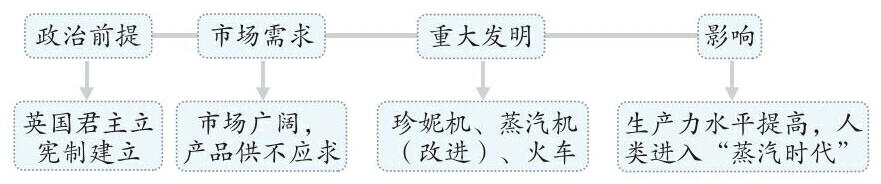 政治前提
市场需求
重大发明
影响
英国君主立
宪制建立
市场广阔，
产品供不应求
珍妮机、蒸汽机
（改进）、火车
生产力水平提高，人
类进入“蒸汽时代”